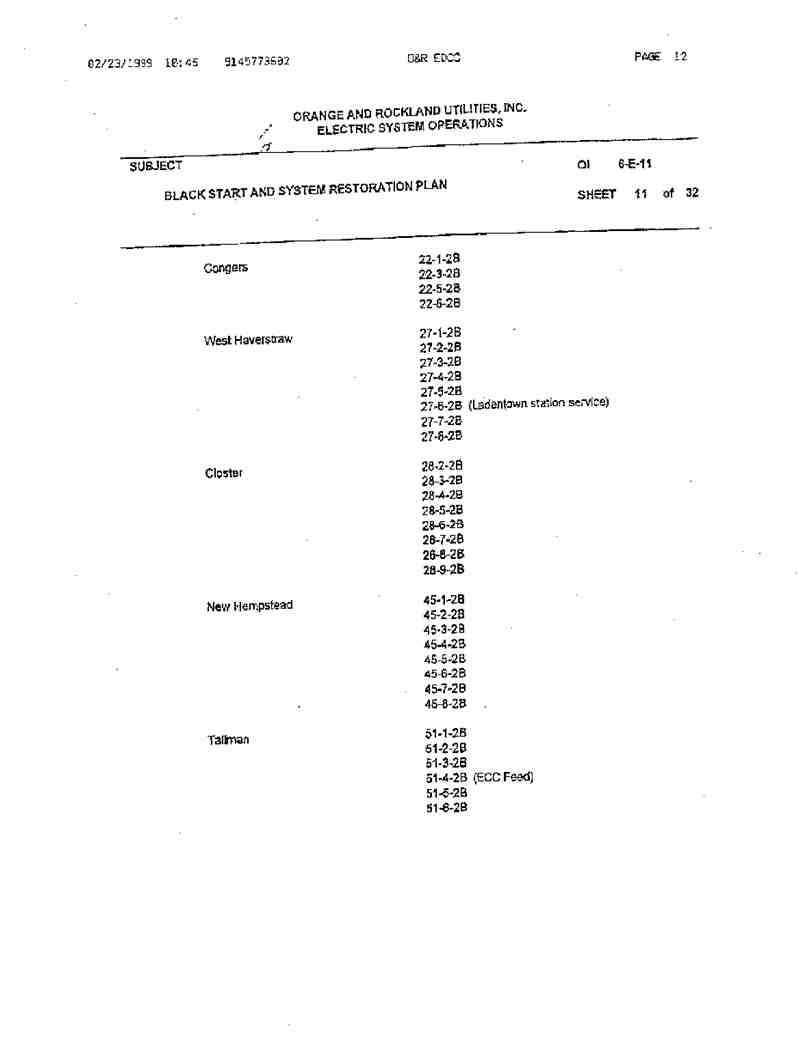 02/23/1999 18:45 9145773692 O&R EDCC PAGE 12
ORANGE AND ROCKLAND UTILITIES, INC.
ELECTRIC SYSTEM OPERATIONS
SUBJECT OI 6-E-11
BLACK START AND SYSTEM RESTORATION PLAN SHEET 11 of 32
Congers 22-1-2B
22-3-2B
22-5-2B
22-6-2B
West Haverstraw 27-1-2B
27-2-2B
27-3-2B
27-4-2B
27-5-2B
27-6-2B (Ladentown station service)
27-7-2B
27-8-2B
Closter 28-2-2B
28-3-2B
28-4-2B
28-5-2B
28-6-2B
28-7-2B
28-8-2B
28-9-2B
New Hempstead 45-1-2B
45-2-2B
45-3-2B
45-4-2B
45-5-2B
45-6-2B
45-7-2B
45-8-2B
Tallman 51-1-2B
51-2-2B
51-3-2B
51-4-2B (ECC Feed)
51-5-2B
51-6-2B